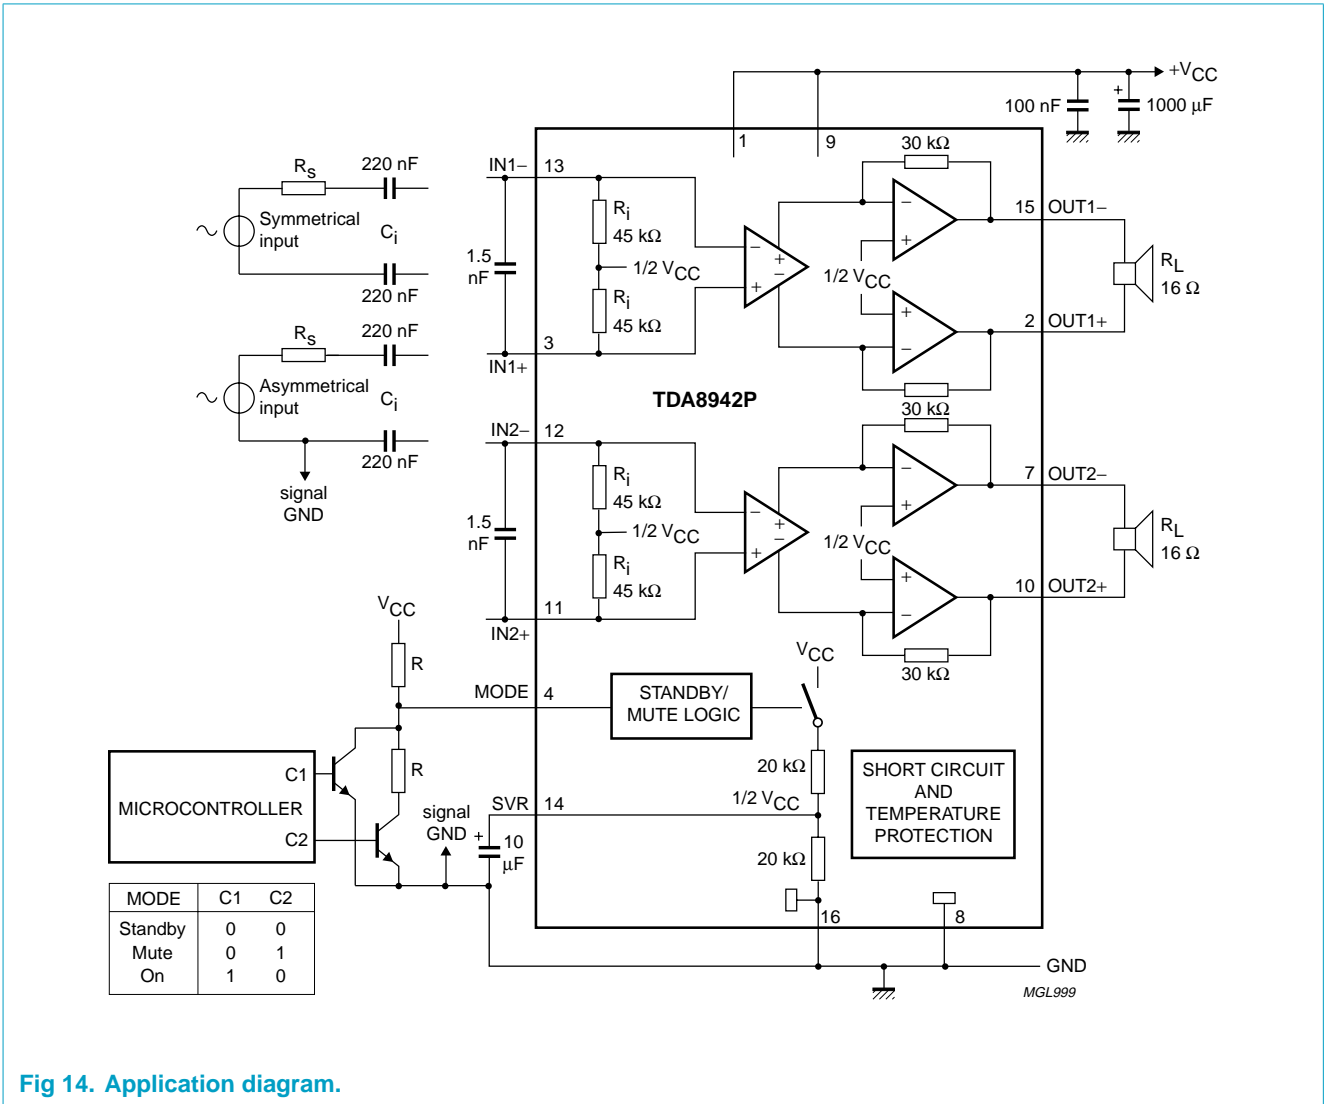 +VCC
100 nF
+
1000 µF
1
9
30 kΩ
220 nF
RS
IN1−
13
Symmetrical
input
Ci
220 nF
1.5
nF
Ri
45 kΩ
1/2 VCC
Ri
45 kΩ
−
+
−
+
−
+
1/2 VCC
+
−
15
OUT1−
RL
16 Ω
2
OUT1+
3
IN1+
30 kΩ
220 nF
RS
Asymmetrical
input
Ci
220 nF
signal
GND
TDA8942P
30 kΩ
IN2−
12
1.5
nF
Ri
45 kΩ
1/2 VCC
Ri
45 kΩ
−
+
−
+
−
+
1/2 VCC
+
−
7
OUT2−
RL
16 Ω
10
OUT2+
11
IN2+
30 kΩ
VCC
R
MODE
4
STANDBY/
MUTE LOGIC
VCC
R
C1
MICROCONTROLLER
C2
signal
GND
SVR
14
+
10
µF
20 kΩ
1/2 VCC
20 kΩ
SHORT CIRCUIT
AND
TEMPERATURE
PROTECTION
16
8
GND
MODE C1 C2
Standby 0 0
Mute 0 1
On 1 0
MGL999
Fig 14. Application diagram.